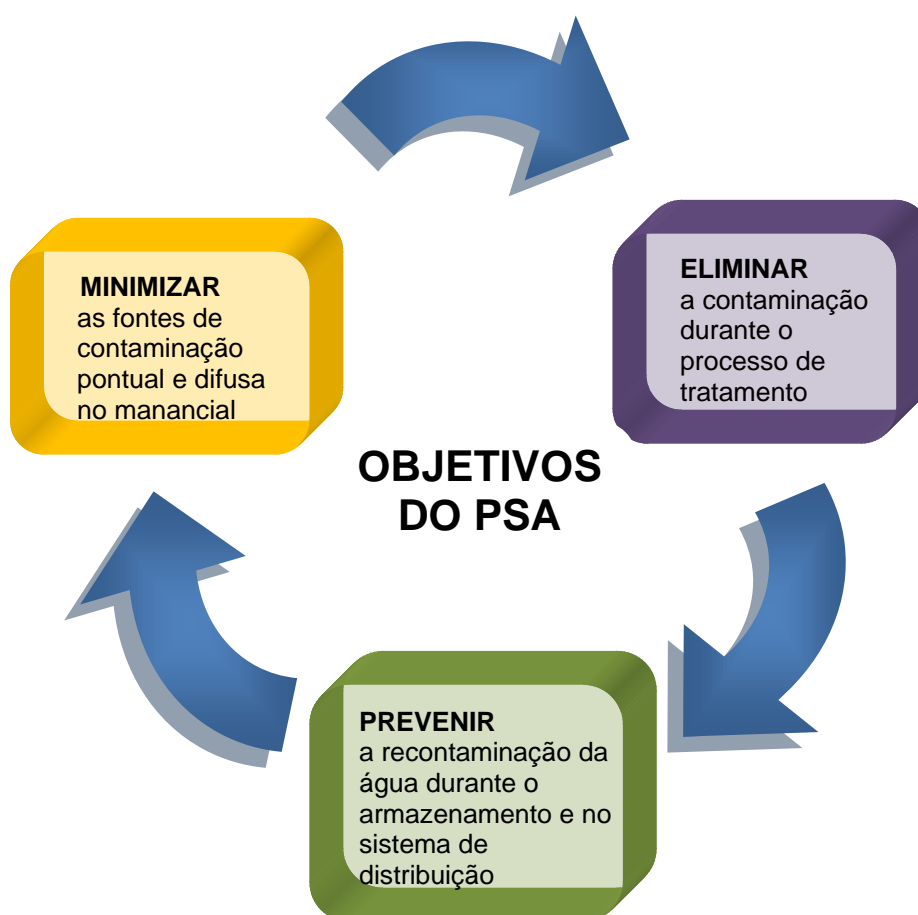 MINIMIZAR
as fontes de
contaminação
pontual e difusa
no manancial
ELIMINAR
a contaminação
durante o
processo de
tratamento
OBJETIVOS
DO PSA
PREVENIR
a recontaminação da
água durante o
armazenamento e no
sistema de
distribuição